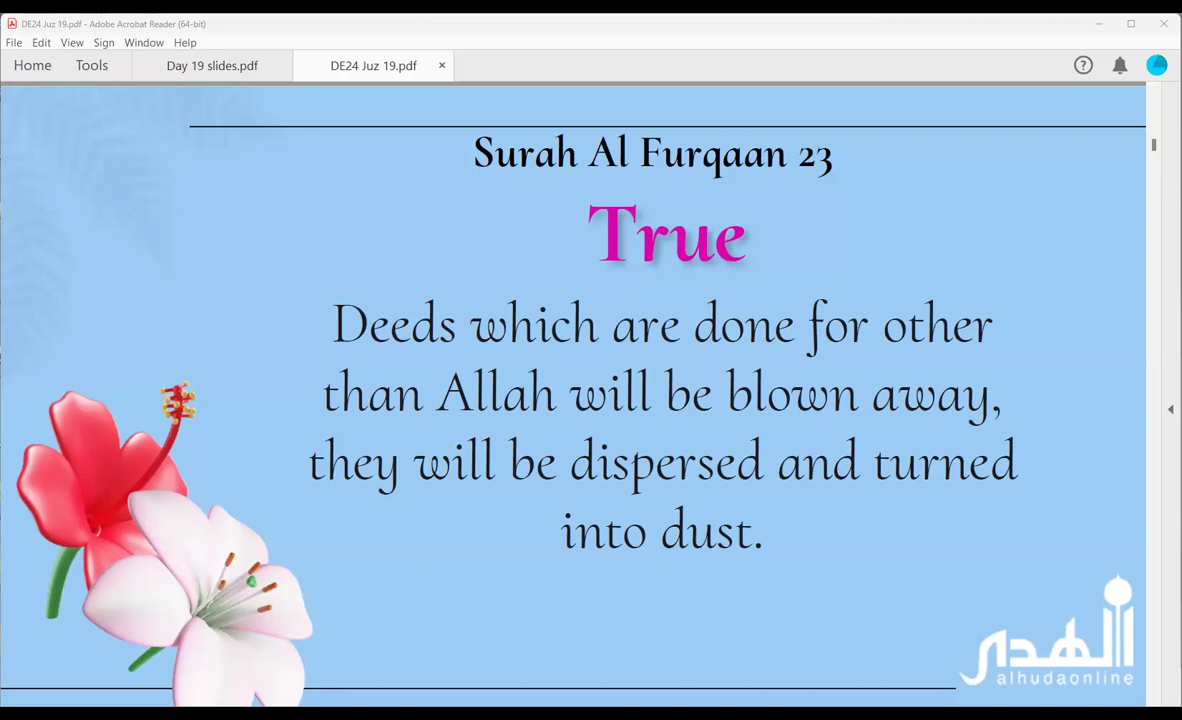 DE24 Juz 19.pdf - Adobe Acrobat Reader (64-bit)
File Edit View Sign Window Help
Home Tools Day 19 slides.pdf DE24 Juz 19.pdf ×
Surah Al Furqaan 23
True
Deeds which are done for other
than Allah will be blown away,
they will be dispersed and turned
into dust.
الهدى
alhudaonline